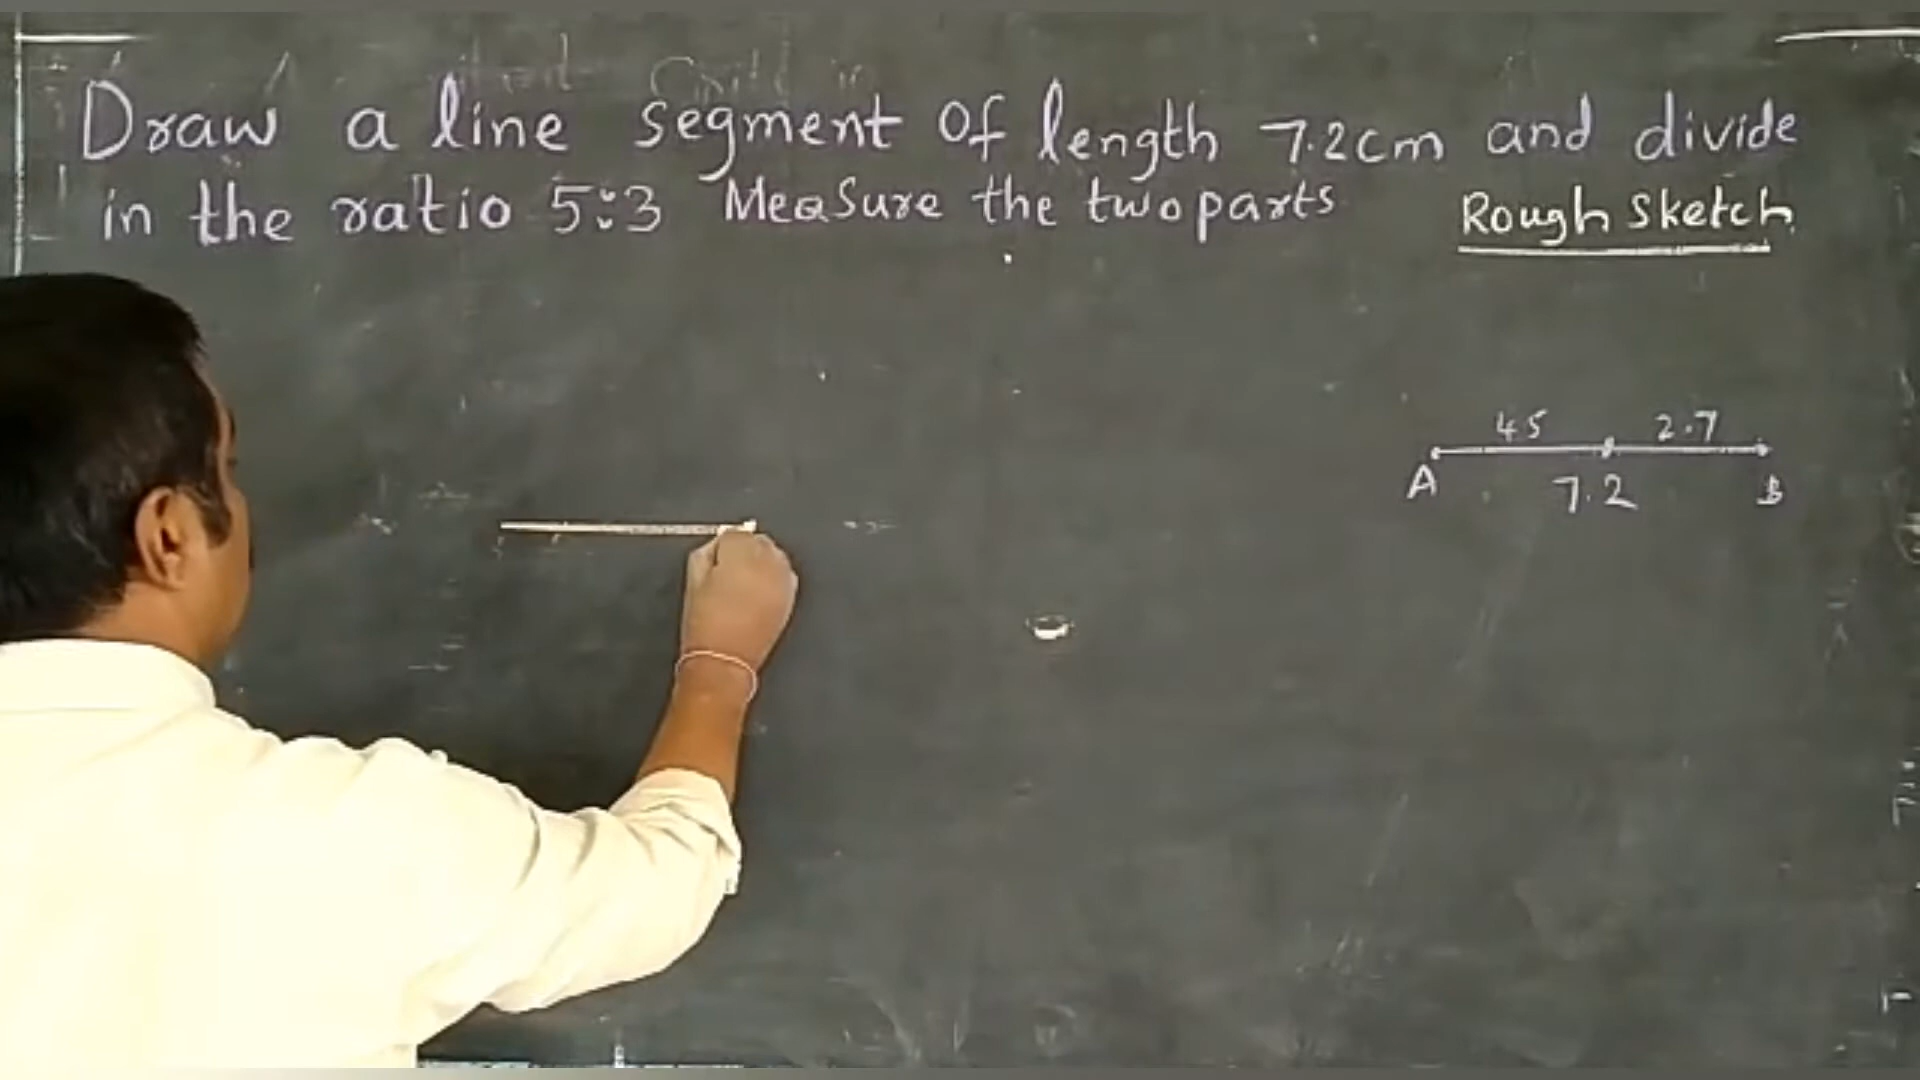 Draw a line segment of length 7.2cm and divide
in the ratio 5:3 Measure the two parts
Rough Sketch
4.5 2.7
A 7.2 B